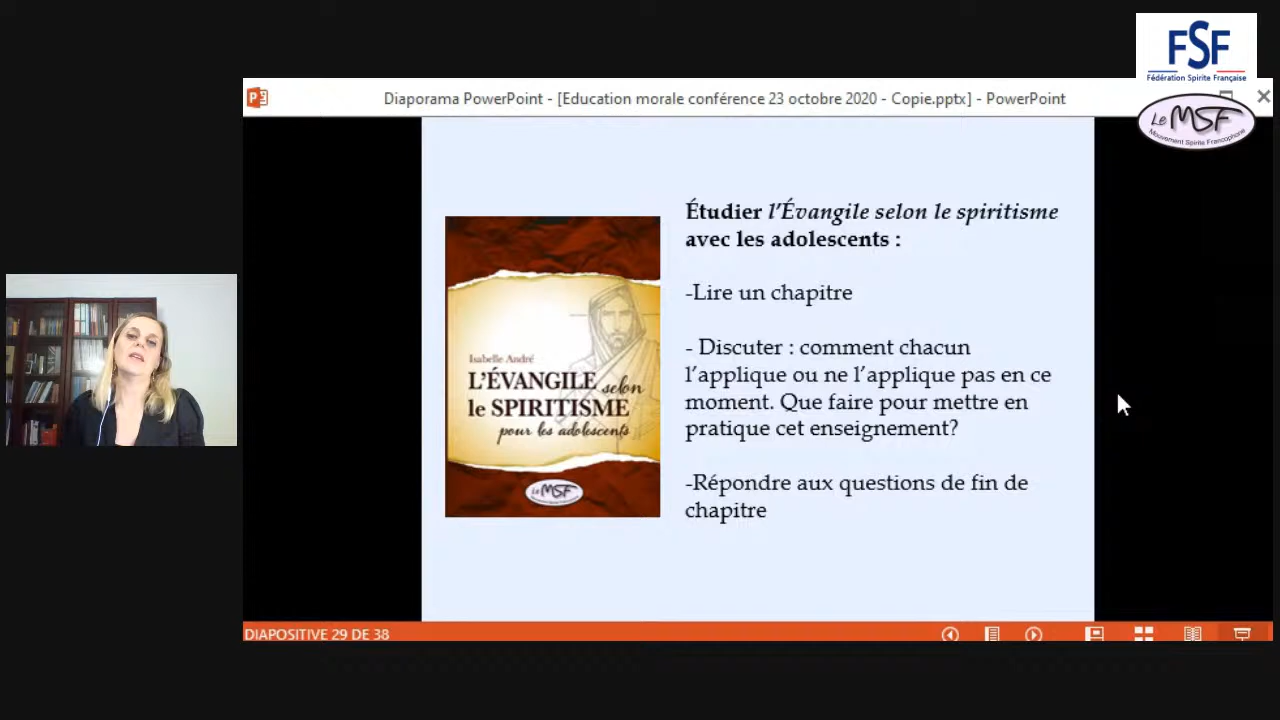 FSF
Fédération Spirite Française
Le MSF
Mouvement Spirite Francophone
Diaporama PowerPoint - [Education morale conférence 23 octobre 2020 - Copie.pptx] - PowerPoint
Étudier l'Évangile selon le spiritisme
avec les adolescents :
-Lire un chapitre
- Discuter : comment chacun
l'applique ou ne l'applique pas en ce
moment. Que faire pour mettre en
pratique cet enseignement?
-Répondre aux questions de fin de
chapitre
Isabelle André
L'ÉVANGILE selon
le SPIRITISME
pour les adolescents
Le MSF
DIAPOSITIVE 29 DE 38